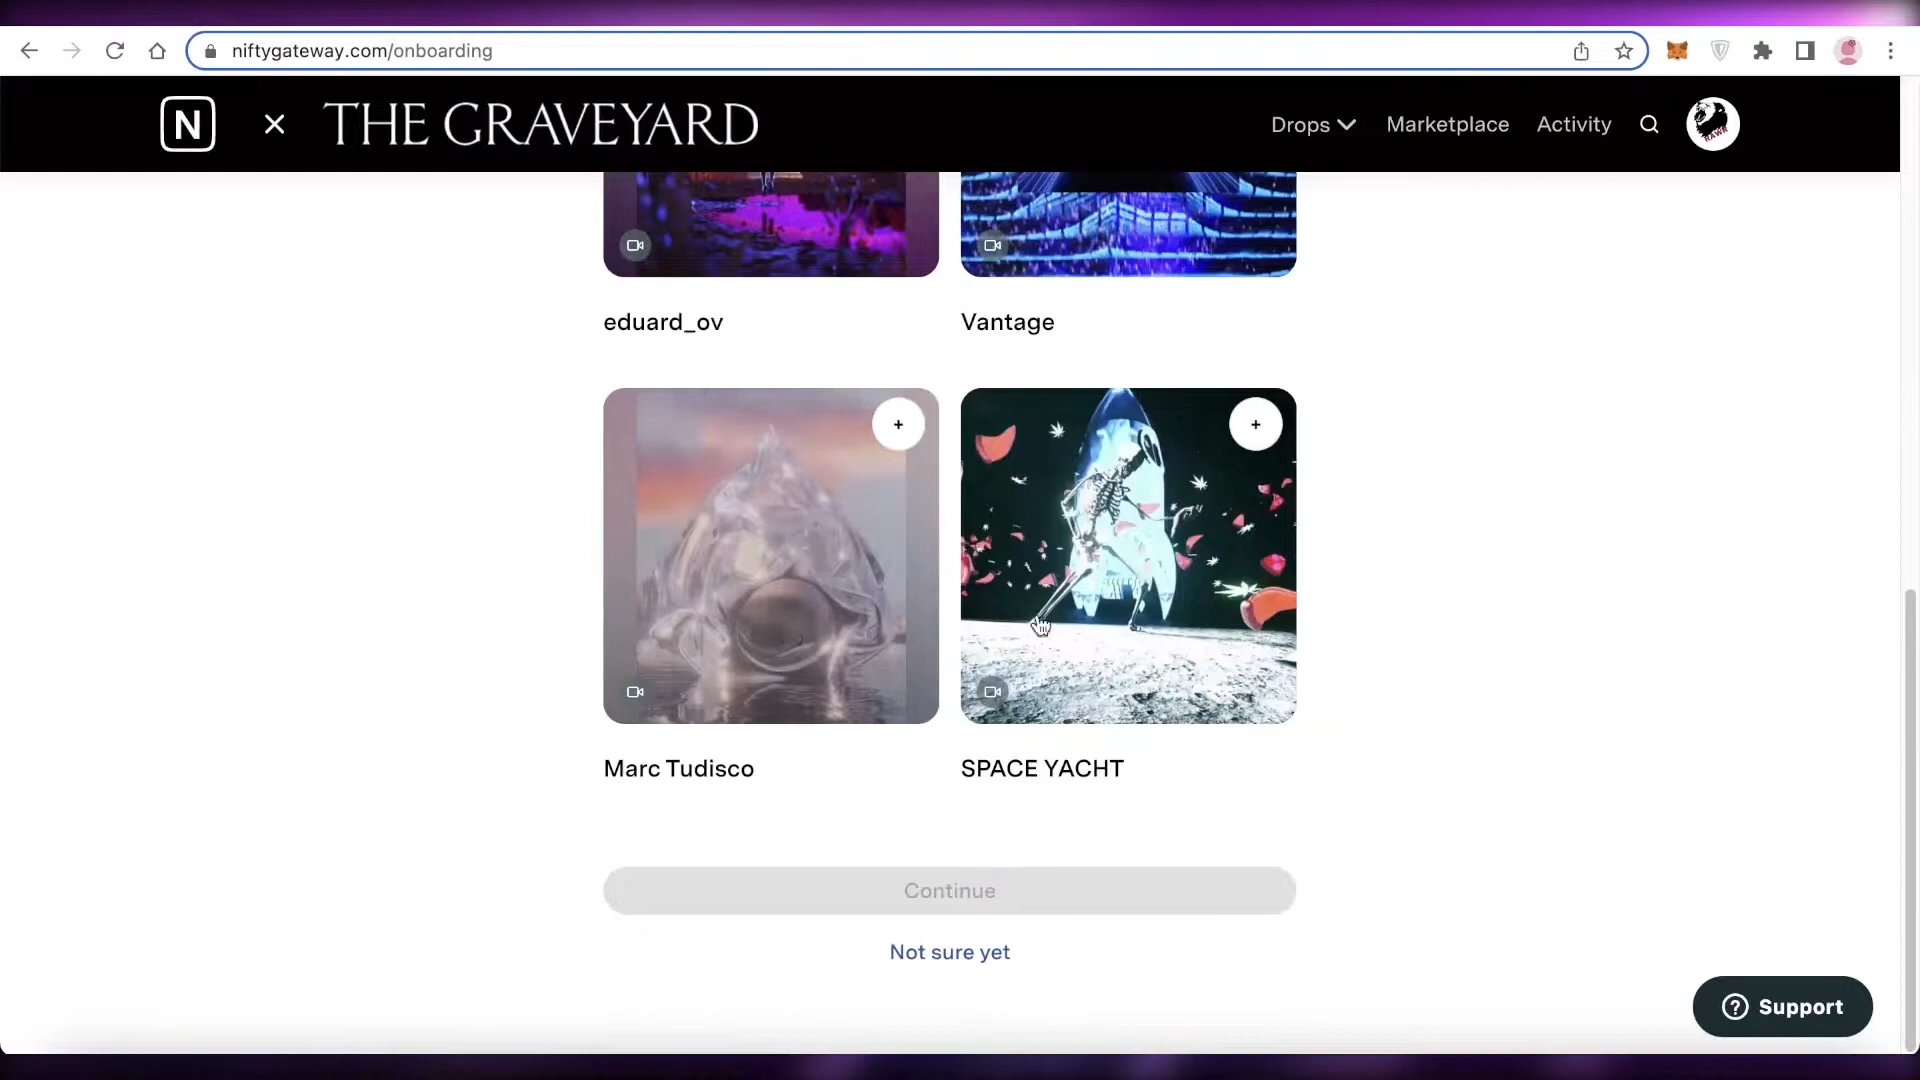 niftygateway.com/onboarding
N × THE GRAVEYARD
Drops Marketplace Activity
eduard_ov
Vantage
Marc Tudisco
SPACE YACHT
Continue
Not sure yet
Support